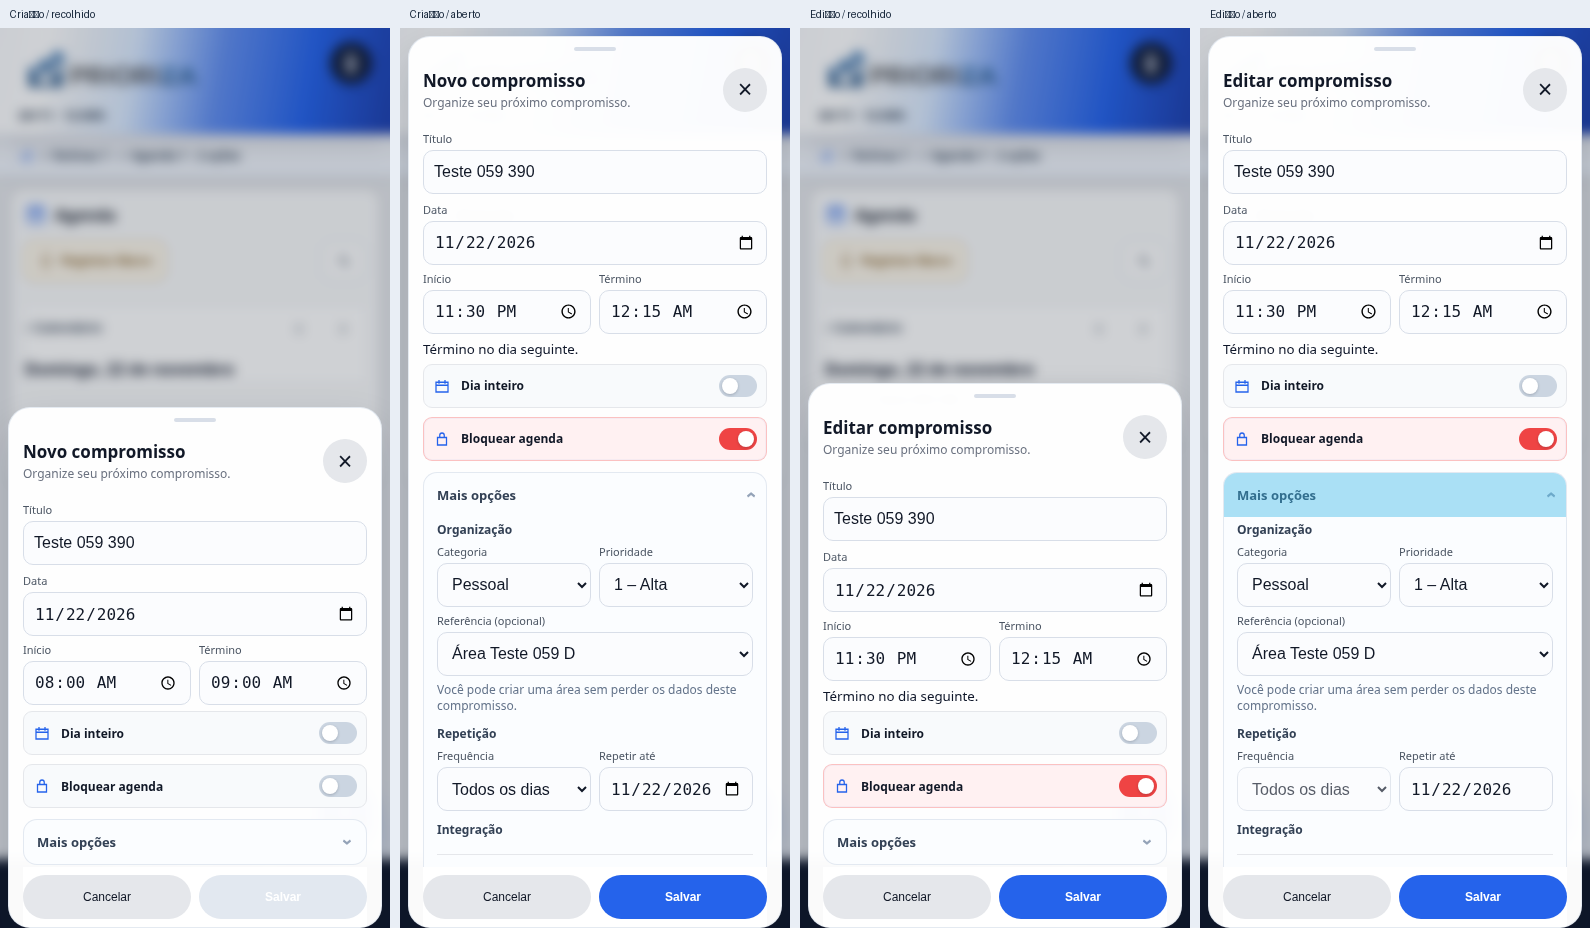 Cria / recolhido
Novo compromisso
Organize seu próximo compromisso.
Título
Teste 059 390
Data
11/22/2026
Início
Término
08:00 AM
09:00 AM
Dia inteiro
Bloquear agenda
Mais opções
Cancelar
Salvar
Cria / aberto
Novo compromisso
Organize seu próximo compromisso.
Título
Teste 059 390
Data
11/22/2026
Início
Término
11:30 PM
12:15 AM
Término no dia seguinte.
Dia inteiro
Bloquear agenda
Mais opções
Organização
Categoria
Prioridade
Pessoal
1 – Alta
Referência (opcional)
Área Teste 059 D
Você pode criar uma área sem perder os dados deste
compromisso.
Repetição
Frequência
Repetir até
Todos os dias
11/22/2026
Integração
Cancelar
Salvar
Edi / recolhido
Domingo, 22 de novembro
Editar compromisso
Organize seu próximo compromisso.
Título
Teste 059 390
Data
11/22/2026
Início
Término
11:30 PM
12:15 AM
Término no dia seguinte.
Dia inteiro
Bloquear agenda
Mais opções
Cancelar
Salvar
Edi / aberto
Editar compromisso
Organize seu próximo compromisso.
Título
Teste 059 390
Data
11/22/2026
Início
Término
11:30 PM
12:15 AM
Término no dia seguinte.
Dia inteiro
Bloquear agenda
Mais opções
Organização
Categoria
Prioridade
Pessoal
1 – Alta
Referência (opcional)
Área Teste 059 D
Você pode criar uma área sem perder os dados deste
compromisso.
Repetição
Frequência
Repetir até
Todos os dias
11/22/2026
Integração
Cancelar
Salvar